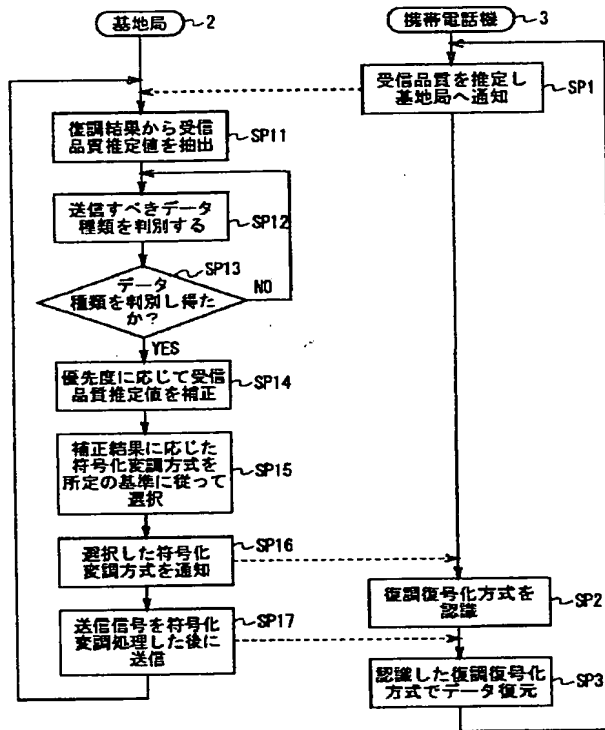 基地局
2
復調結果から受信
品質推定値を抽出
SP11
送信すべきデータ
種類を判別する
SP12
データ
種類を判別し得た
か?
SP13
NO
YES
優先度に応じて受信
品質推定値を補正
SP14
補正結果に応じた
符号化変調方式を
所定の基準に従って
選択
SP15
選択した符号化
変調方式を通知
SP16
送信信号を符号化
変調処理した後に
送信
SP17
携帯電話機
3
受信品質を推定し
基地局へ通知
SP1
復調復号化方式を
認識
SP2
認識した復調復号化
方式でデータ復元
SP3